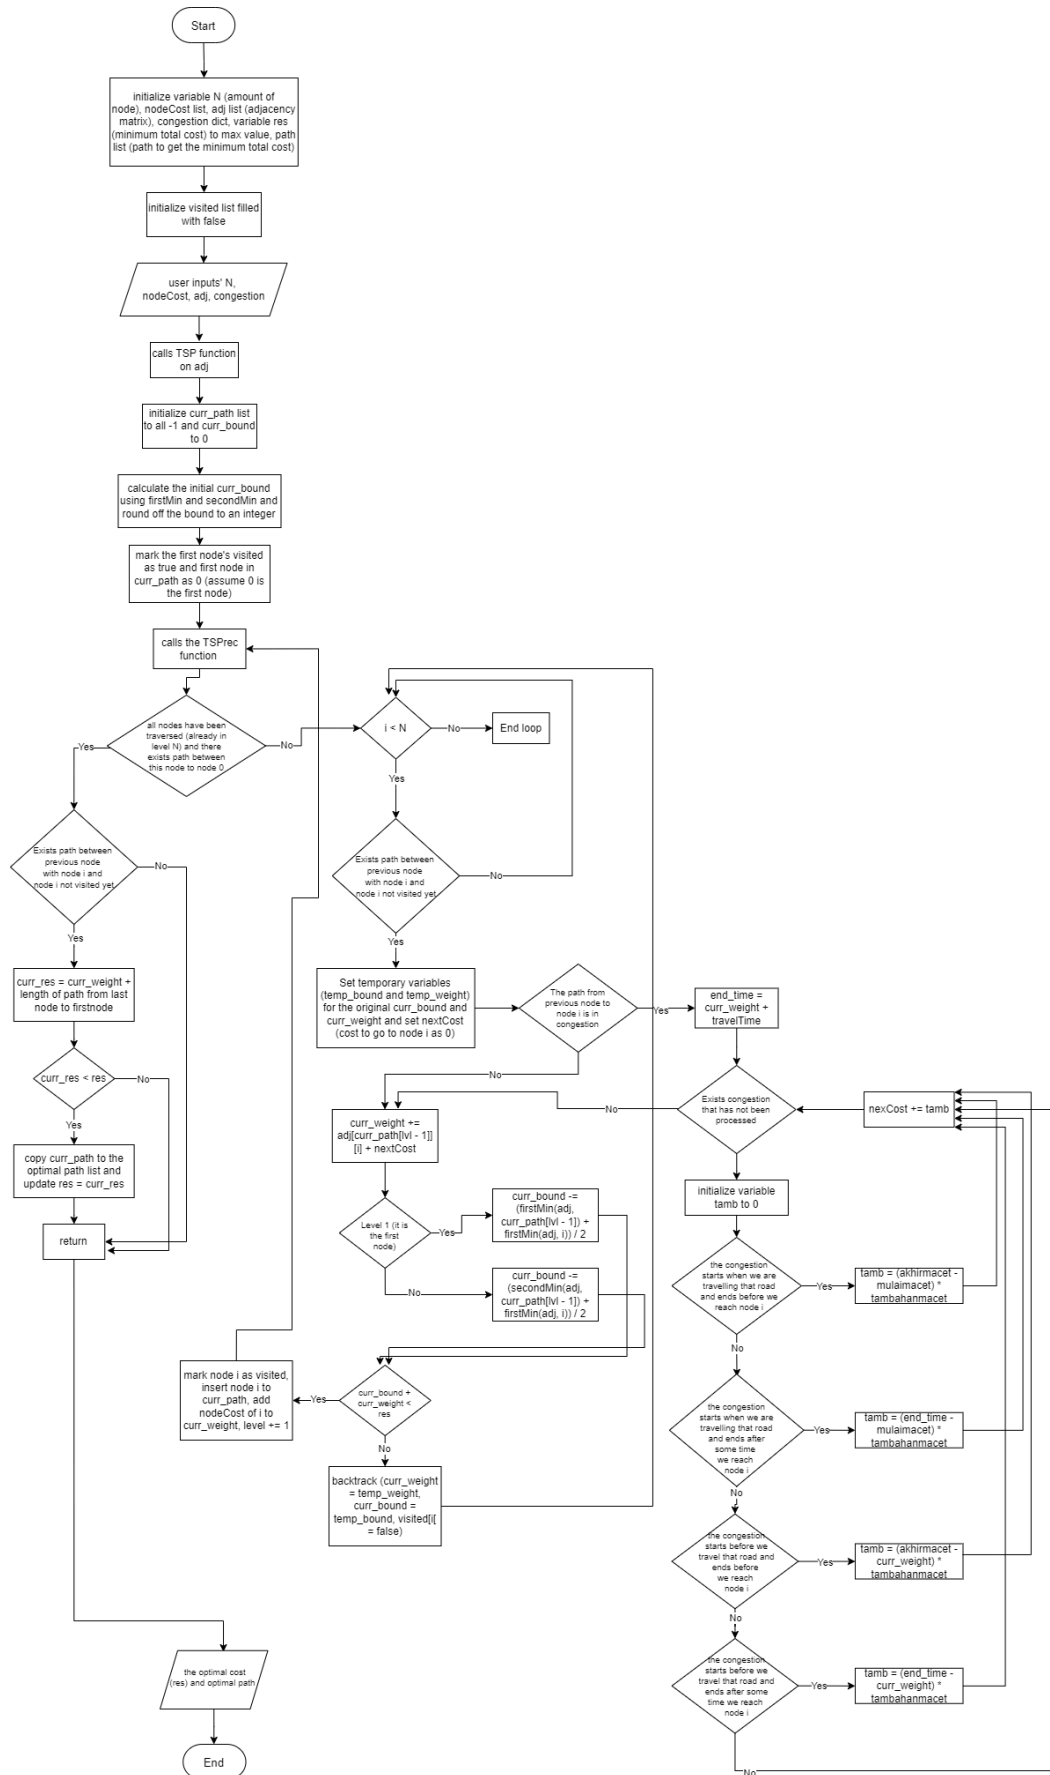 Start
initialize variable N (amount of
node), nodeCost list, adj list (adjacency
matrix), congestion dict, variable res
(minimum total cost) to max value, path
list (path to get the minimum total cost)
initialize visited list filled
with false
user inputs' N,
nodeCost, adj, congestion
calls TSP function
on adj
initialize curr_path list
to all -1 and curr_bound
to 0
calculate the initial curr_bound
using firstMin and secondMin and
round off the bound to an integer
mark the first node's visited
as true and first node in
curr_path as 0 (assume 0 is
the first node)
calls the TSPrec
function
all nodes have been
traversed (already in
level N) and there
exists path between
this node to node 0
Yes
No
Exists path between
previous node
with node i and
node i not visited yet
No
Yes
curr_res = curr_weight +
length of path from last
node to firstnode
curr_res < res
No
Yes
copy curr_path to the
optimal path list and
update res = curr_res
return
the optimal cost
(res) and optimal path
End
i < N
No
End loop
Yes
Exists path between
previous node
with node i and
node i not visited yet
No
Yes
Set temporary variables
(temp_bound and temp_weight)
for the original curr_bound and
curr_weight and set nextCost
(cost to go to node i as 0)
The path from
previous node to
node i is in
congestion
Yes
No
end_time =
curr_weight +
travelTime
Exists congestion
that has not been
processed
No
nexCost += tamb
curr_weight +=
adj[curr_path[lvl - 1]]
[i] + nextCost
Level 1 (it is
the first
node)
Yes
curr_bound -=
(firstMin(adj,
curr_path[lvl - 1]) +
firstMin(adj, i)) / 2
No
curr_bound -=
(secondMin(adj,
curr_path[lvl - 1]) +
firstMin(adj, i)) / 2
curr_bound +
curr_weight <
res
Yes
mark node i as visited,
insert node i to
curr_path, add
nodeCost of i to
curr_weight, level += 1
No
backtrack (curr_weight
= temp_weight,
curr_bound =
temp_bound, visited[i[
= false)
initialize variable
tamb to 0
the congestion
starts when we are
travelling that road
and ends before we
reach node i
Yes
tamb = (akhirmacet -
mulaimacet) *
tambahanmacet
No
the congestion
starts when we are
travelling that road
and ends after
some time
we reach
node i
Yes
tamb = (end_time -
mulaimacet) *
tambahanmacet
No
the congestion
starts before we
travel that road and
ends before
we reach
node i
Yes
tamb = (akhirmacet -
curr_weight) *
tambahanmacet
No
the congestion
starts before we
travel that road and
ends after some
time we reach
node i
Yes
tamb = (end_time -
curr_weight) *
tambahanmacet
No